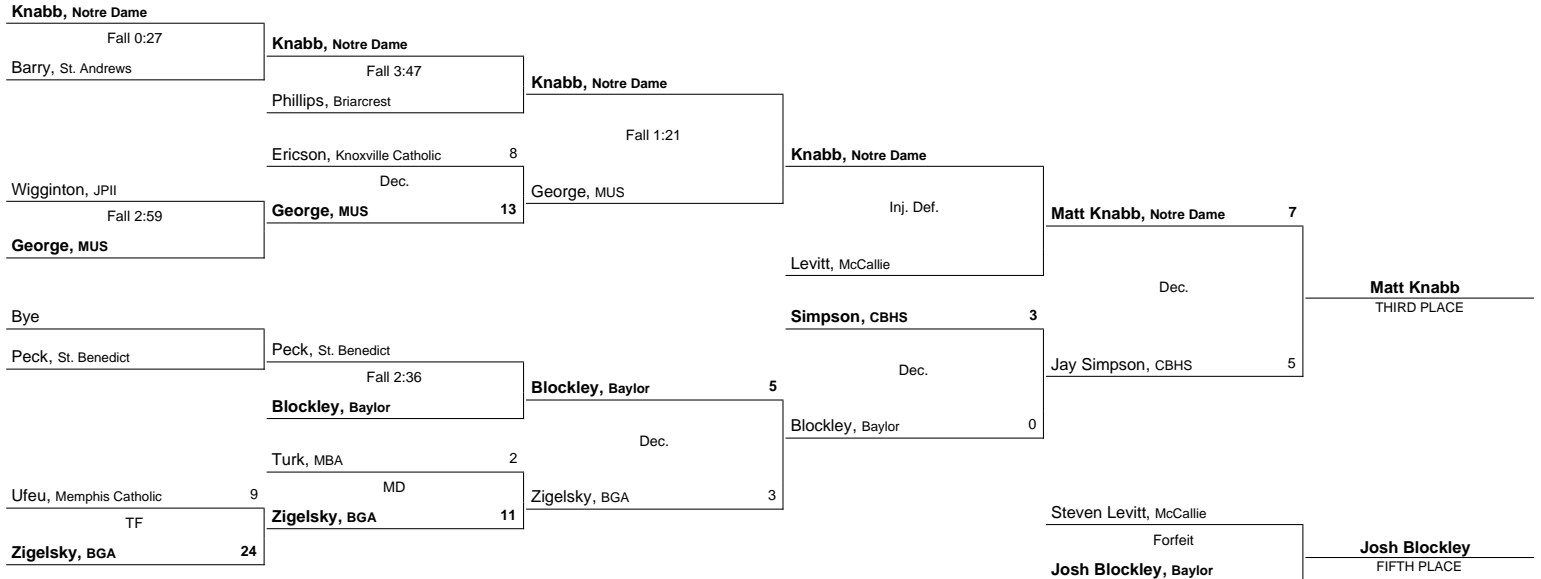 Knabb, Notre Dame
Fall 0:27
Barry, St. Andrews
Wigginton, JPII
Fall 2:59
George, MUS
Bye
Peck, St. Benedict
Ufeu, Memphis Catholic 9
TF
Zigelsky, BGA 24
Knabb, Notre Dame
Fall 3:47
Phillips, Briarcrest
Ericson, Knoxville Catholic 8
Dec.
George, MUS 13
Peck, St. Benedict
Fall 2:36
Blockley, Baylor
Turk, MBA 2
MD
Zigelsky, BGA 11
Knabb, Notre Dame
Fall 1:21
George, MUS
Blockley, Baylor 5
Dec.
Zigelsky, BGA 3
Knabb, Notre Dame
Inj. Def.
Levitt, McCallie
Simpson, CBHS 3
Dec.
Blockley, Baylor 0
Matt Knabb, Notre Dame 7
Dec.
Jay Simpson, CBHS 5
Matt Knabb
THIRD PLACE
Steven Levitt, McCallie
Forfeit
Josh Blockley, Baylor
Josh Blockley
FIFTH PLACE